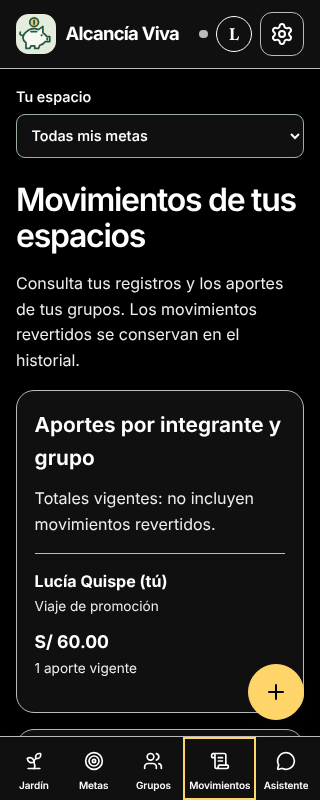 Alcancía Viva
L
Tu espacio
Todas mis metas
Movimientos de tus
espacios
Consulta tus registros y los aportes
de tus grupos. Los movimientos
revertidos se conservan en el
historial.
Aportes por integrante y
grupo
Totales vigentes: no incluyen
movimientos revertidos.
Lucía Quispe (tú)
Viaje de promoción
S/ 60.00
1 aporte vigente
Jardín
Metas
Grupos
Movimientos
Asistente